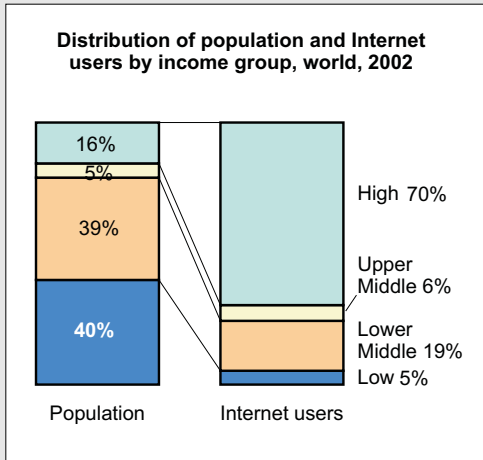 Distribution of population and Internet
users by income group, world, 2002
16%
5%
39%
40%
High 70%
Upper
Middle 6%
Lower
Middle 19%
Low 5%
Population
Internet users